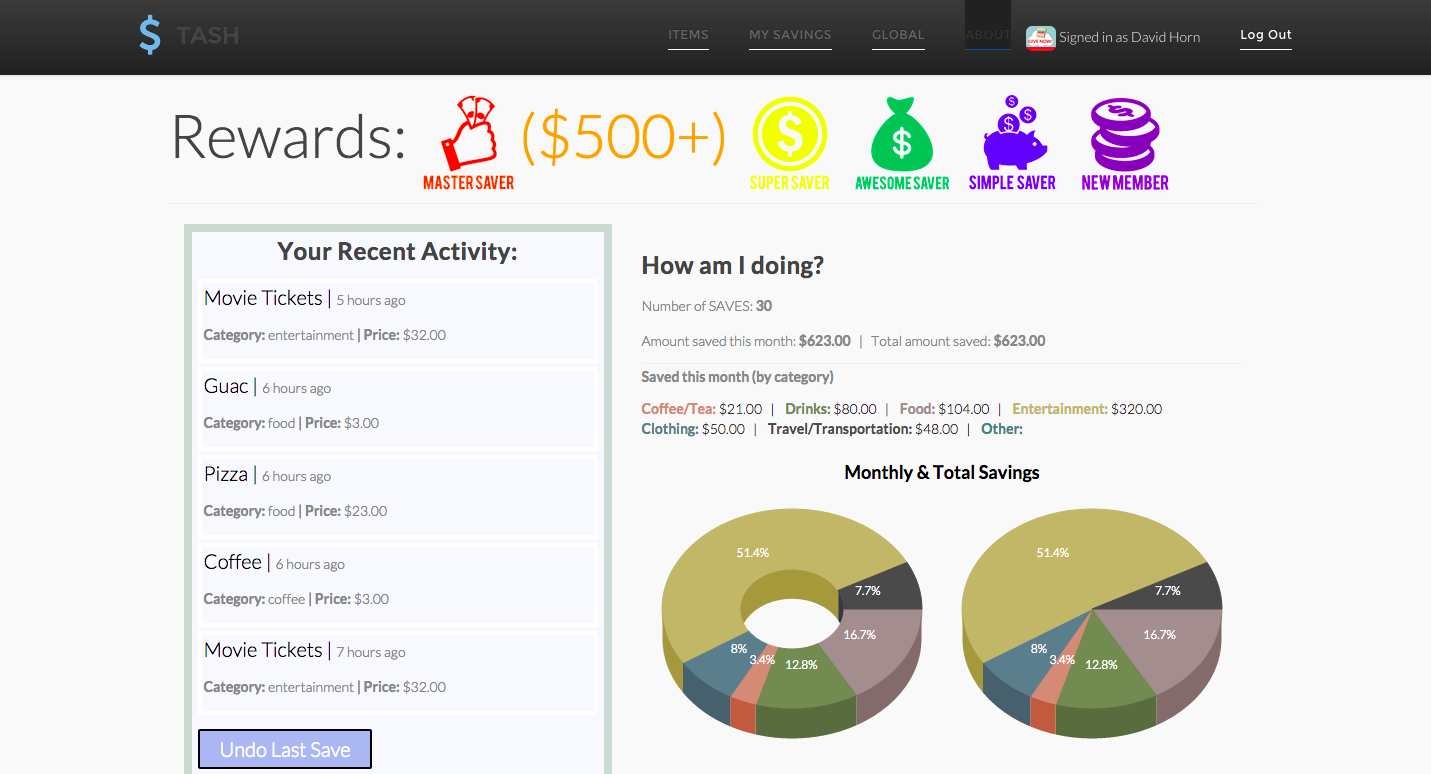 $ TASH
ITEMS MY SAVINGS GLOBAL ABOUT GIVE NOW! Signed in as David Horn Log Out
Rewards: MASTER SAVER ($500+) SUPER SAVER AWESOME SAVER SIMPLE SAVER NEW MEMBER
Your Recent Activity:
Movie Tickets | 5 hours ago
Category: entertainment | Price: $32.00
Guac | 6 hours ago
Category: food | Price: $3.00
Pizza | 6 hours ago
Category: food | Price: $23.00
Coffee | 6 hours ago
Category: coffee | Price: $3.00
Movie Tickets | 7 hours ago
Category: entertainment | Price: $32.00
Undo Last Save
How am I doing?
Number of SAVES: 30
Amount saved this month: $623.00 | Total amount saved: $623.00
Saved this month (by category)
Coffee/Tea: $21.00 | Drinks: $80.00 | Food: $104.00 | Entertainment: $320.00
Clothing: $50.00 | Travel/Transportation: $48.00 | Other:
Monthly & Total Savings
51.4%
7.7%
16.7%
8%
3.4%
12.8%
51.4%
7.7%
16.7%
8%
3.4%
12.8%